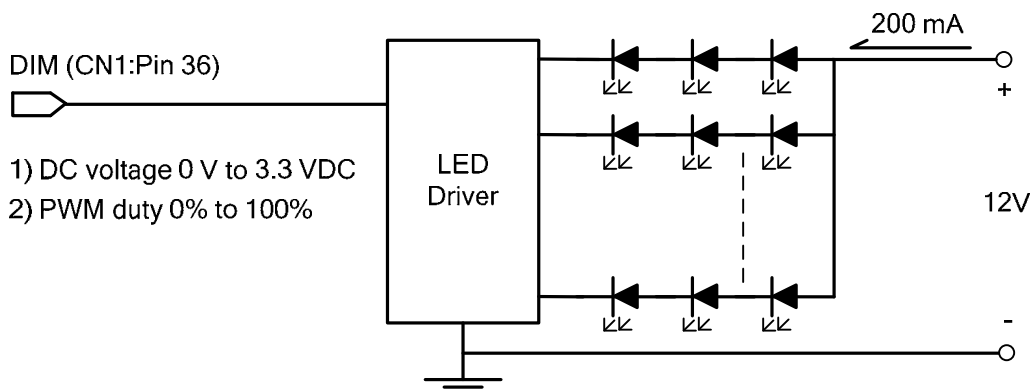 200 mA
DIM (CN1:Pin 36)
+
1) DC voltage 0 V to 3.3 VDC
2) PWM duty 0% to 100%
LED
Driver
12V
-